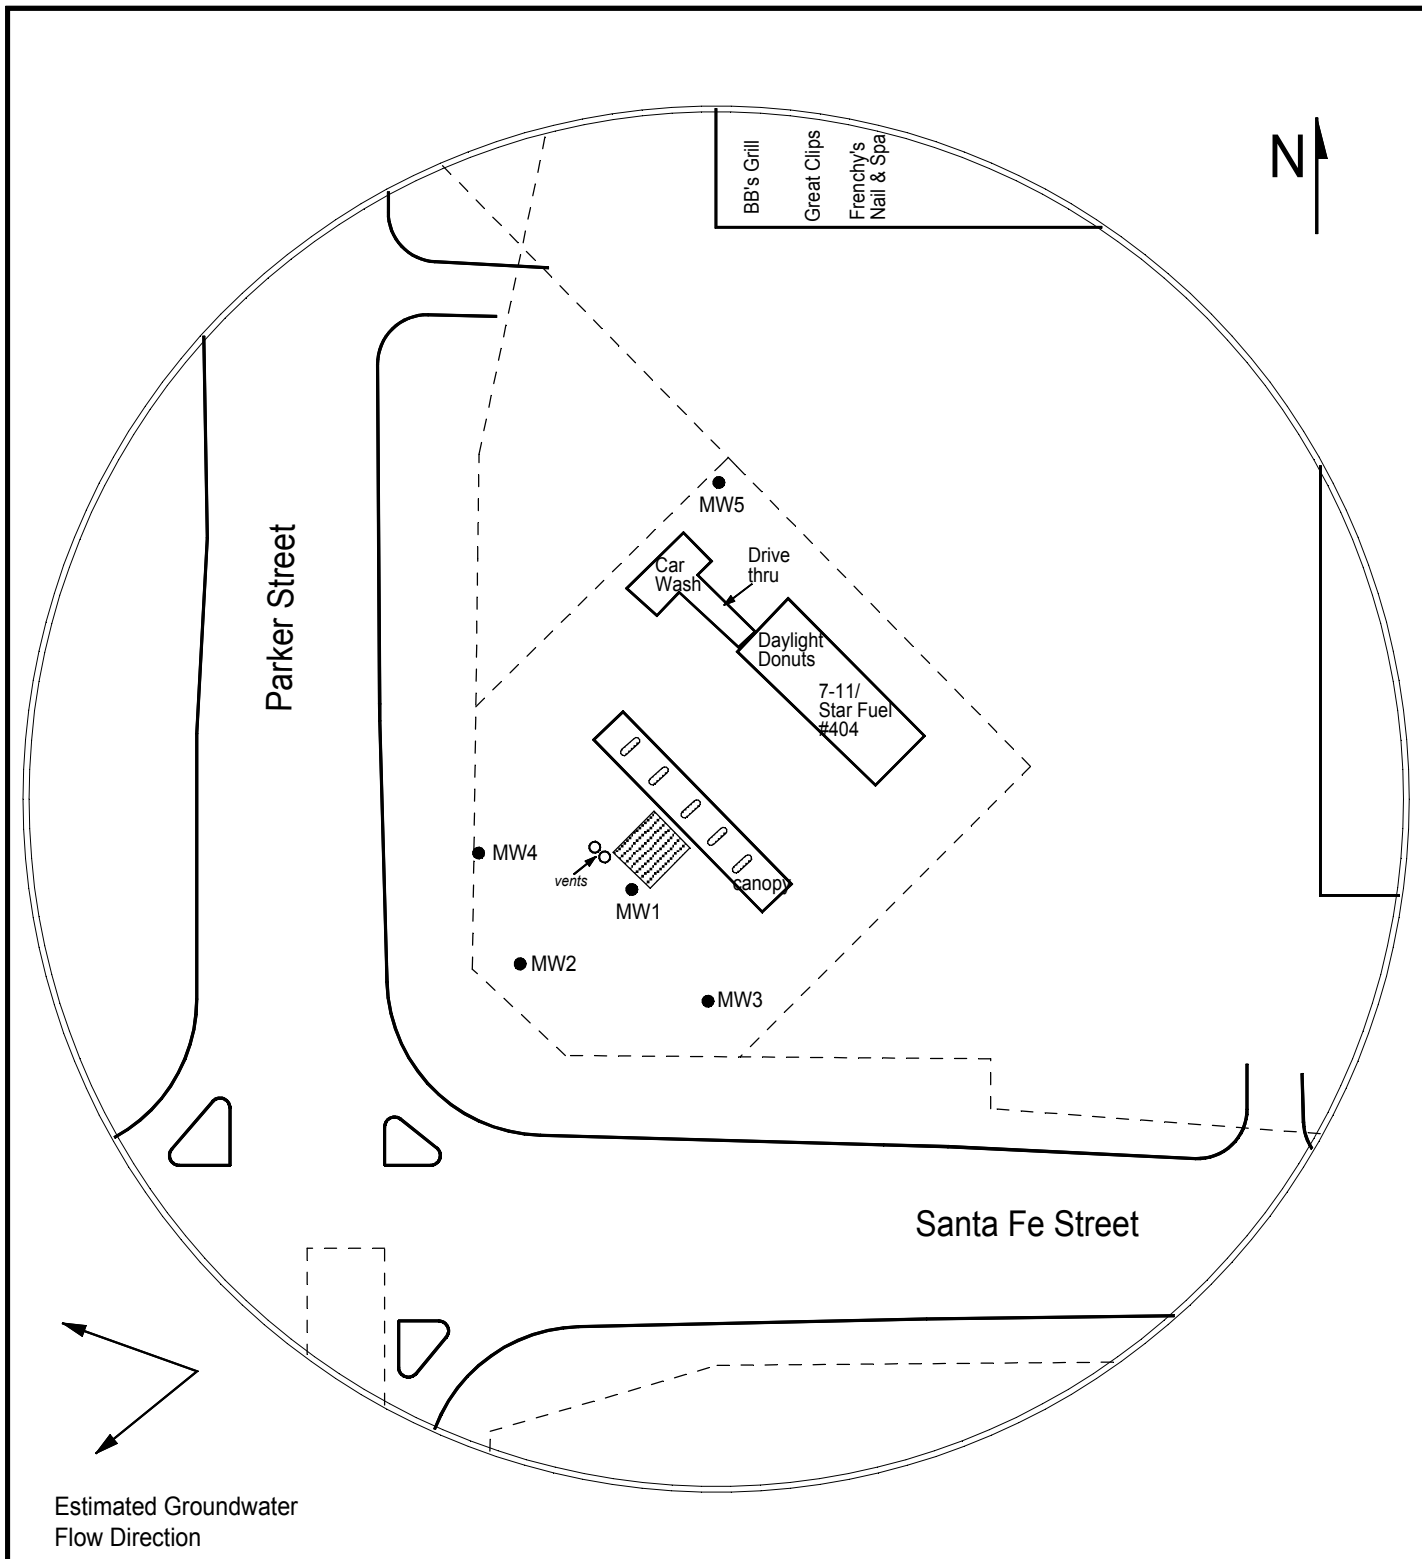 BB's Grill
Great Clips
Frenchy's
Nail & Spa
N
MW5
Car
Wash
Drive
thru
Parker Street
Daylight
Donuts
7-11/
Star Fuel
#404
MW4
vents
canopy
MW1
MW2
MW3
Santa Fe Street
Estimated Groundwater
Flow Direction